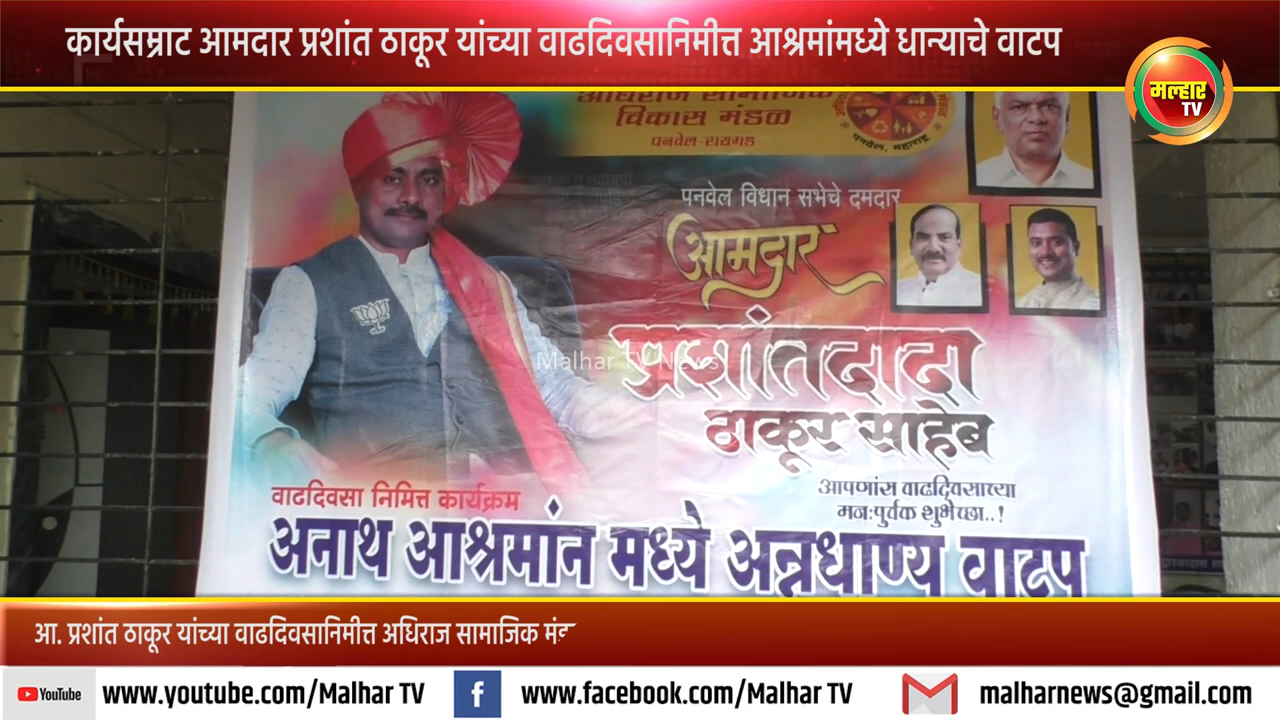 कार्यसम्राट आमदार प्रशांत ठाकूर यांच्या वाढदिवसानिमीत्त आश्रमांमध्ये धान्याचे वाटप
मल्हार
TV
अधिराज सामाजिक
विकास मंडळ
पनवेल-रायगड
पनवेल, महाराष्ट्र
पनवेल विधान सभेचे दमदार
आमदार
प्रशांतदादा
ठाकूर साहेब
Malhar TV News
आपणांस वाढदिवसाच्या
मन:पुर्वक शुभेच्छा..!
वाढदिवसा निमित्त कार्यक्रम
अनाथ आश्रमांन मध्ये अन्नधाण्य वाटप
आ. प्रशांत ठाकूर यांच्या वाढदिवसानिमीत्त अधिराज सामाजिक
YouTube www.youtube.com/Malhar TV
f www.facebook.com/Malhar TV
malharnews@gmail.com